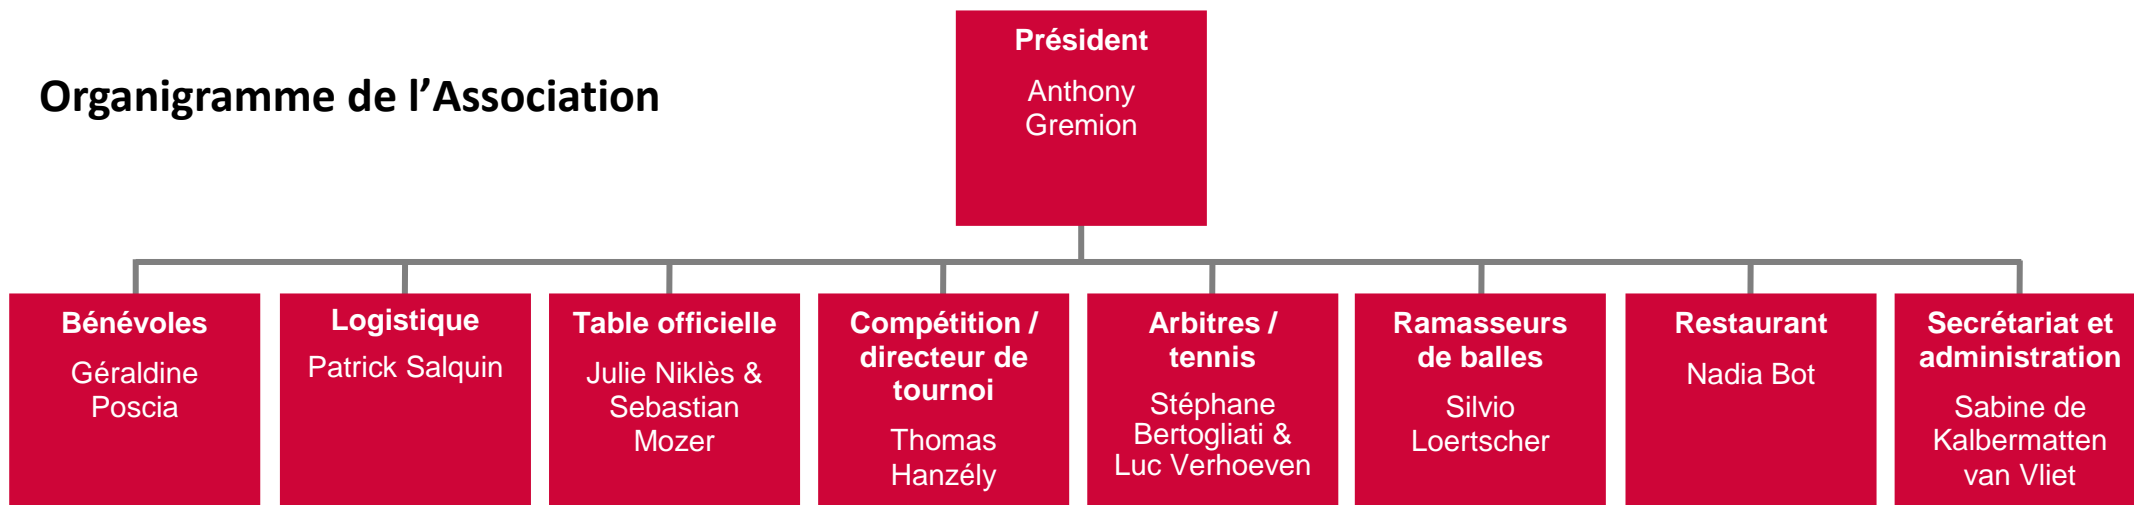 Organigramme de l’Association
Président
Anthony
Gremion
Bénévoles
Géraldine
Poscia
Logistique
Patrick Salquin
Table officielle
Julie Niklès &
Sebastian
Mozer
Compétition /
directeur de
tournoi
Thomas
Hanzély
Arbitres /
tennis
Stéphane
Bertogliati &
Luc Verhoeven
Ramasseurs
de balles
Silvio
Loertscher
Restaurant
Nadia Bot
Secrétariat et
administration
Sabine de
Kalbermatten
van Vliet